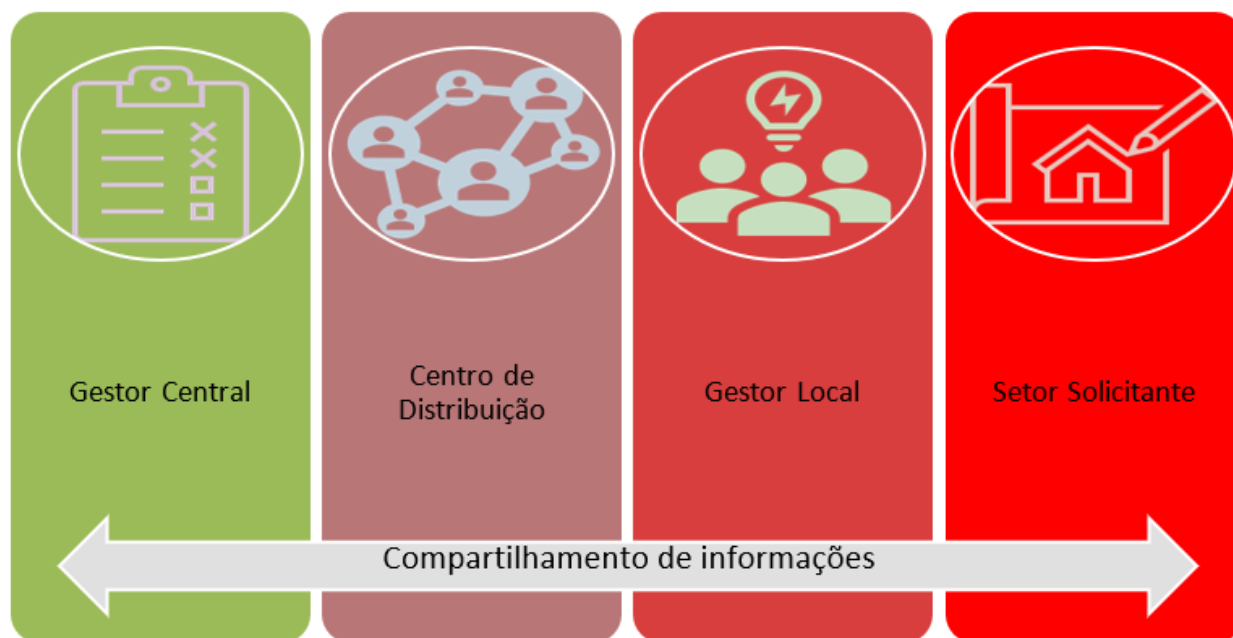 Gestor Central
Centro de
Distribuição
Gestor Local
Setor Solicitante
Compartilhamento de informações